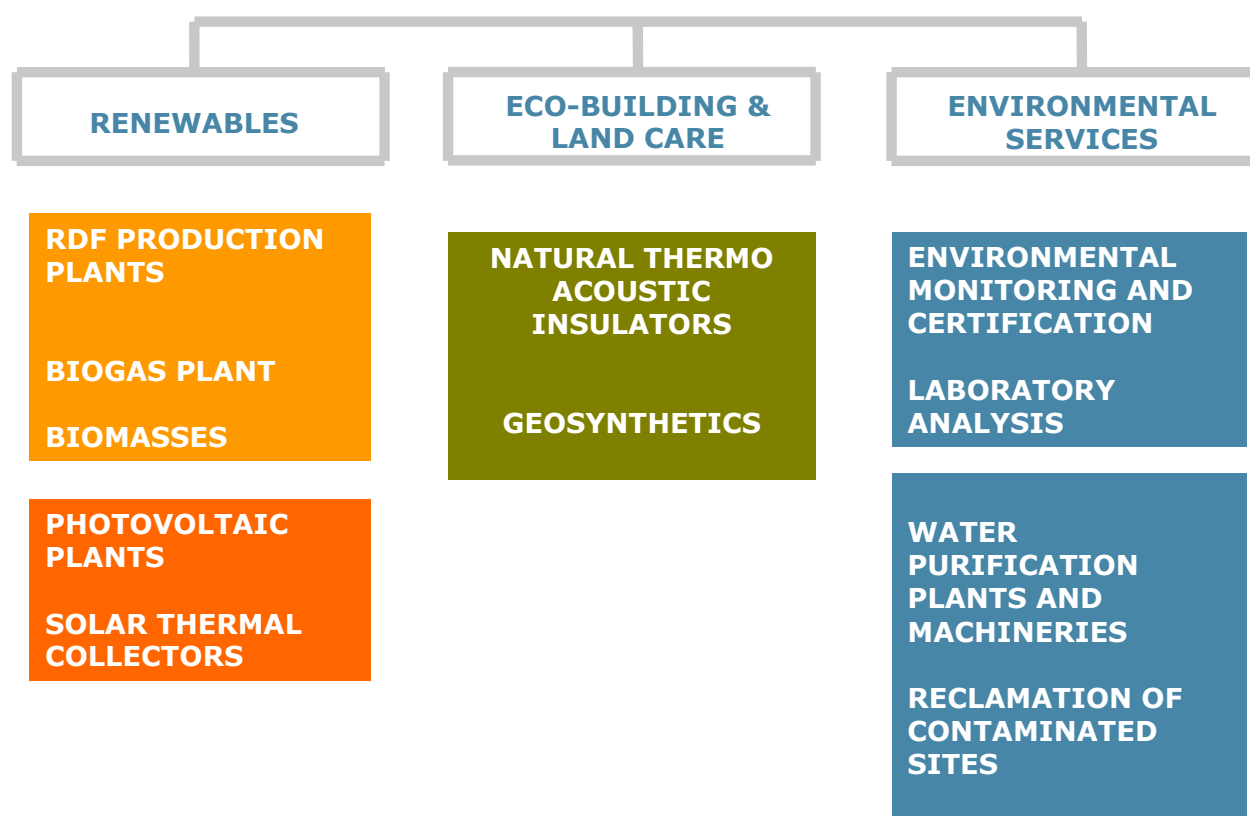 RENEWABLES
ECO-BUILDING &
LAND CARE
ENVIRONMENTAL
SERVICES
RDF PRODUCTION
PLANTS
BIOGAS PLANT
BIOMASSES
PHOTOVOLTAIC
PLANTS
SOLAR THERMAL
COLLECTORS
NATURAL THERMO
ACOUSTIC
INSULATORS
GEOSYNTHETICS
ENVIRONMENTAL
MONITORING AND
CERTIFICATION
LABORATORY
ANALYSIS
WATER
PURIFICATION
PLANTS AND
MACHINERIES
RECLAMATION OF
CONTAMINATED
SITES